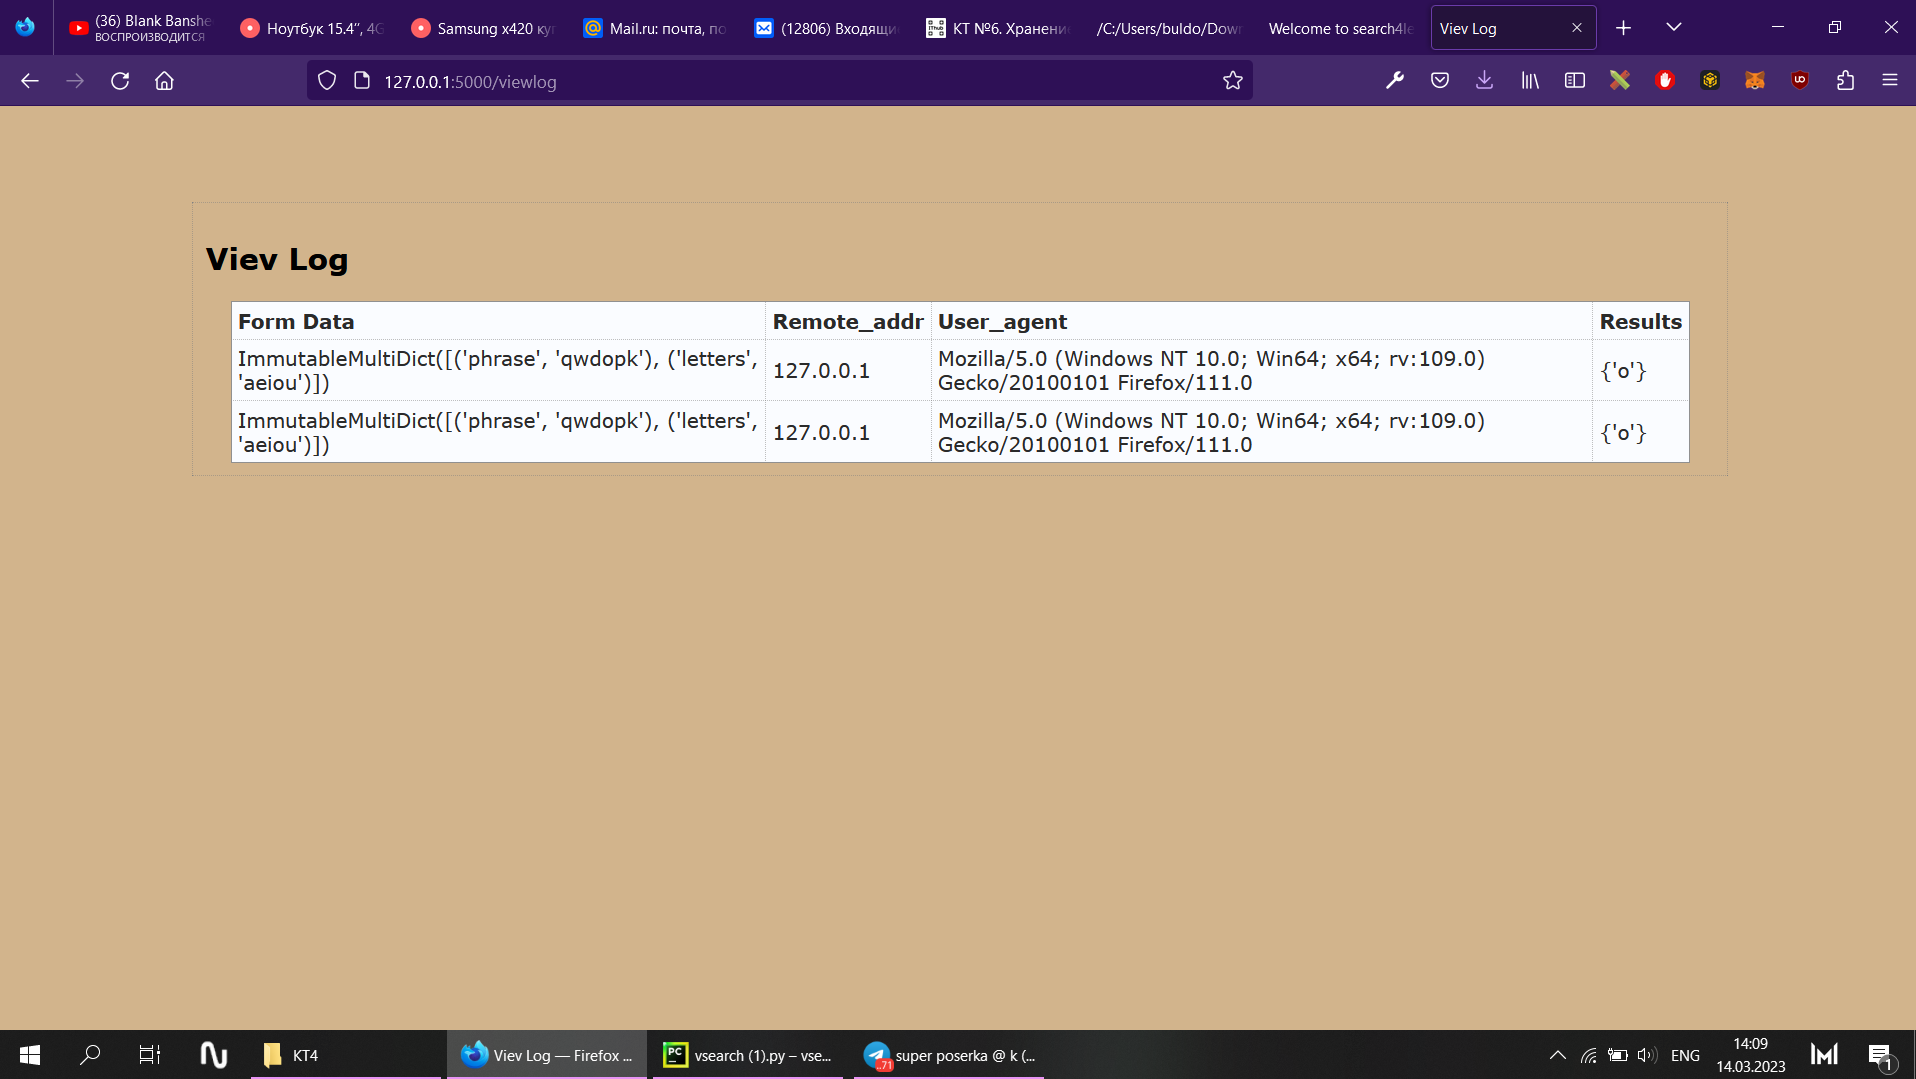 (36) Blank Banshe
ВОСПРОИЗВОДИТСЯ
Ноутбук 15.4", 4G
Samsung x420 ку
Mail.ru: почта, по
(12806) Входящи
КТ №6. Хранени
/C:/Users/buldo/Dow
Welcome to search4le
Viev Log
127.0.0.1:5000/viewlog
Viev Log
Form Data
Remote_addr
User_agent
Results
ImmutableMultiDict([('phrase', 'qwdopk'), ('letters',
'aeiou')])
127.0.0.1
Mozilla/5.0 (Windows NT 10.0; Win64; x64; rv:109.0)
Gecko/20100101 Firefox/111.0
{'o'}
ImmutableMultiDict([('phrase', 'qwdopk'), ('letters',
'aeiou')])
127.0.0.1
Mozilla/5.0 (Windows NT 10.0; Win64; x64; rv:109.0)
Gecko/20100101 Firefox/111.0
{'o'}
KT4
Viev Log — Firefox ...
PC
vsearch (1).py – vse...
..71
super poserka @ k (...
ENG
14:09
14.03.2023
1